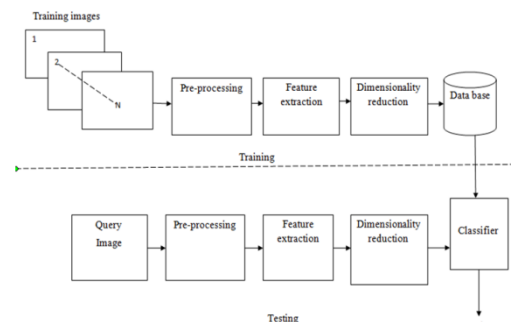 Training images
1
2
N
Pre-processing
Feature
extraction
Dimensionality
reduction
Data base
Training
Query
Image
Pre-processing
Feature
extraction
Dimensionality
reduction
Classifier
Testing